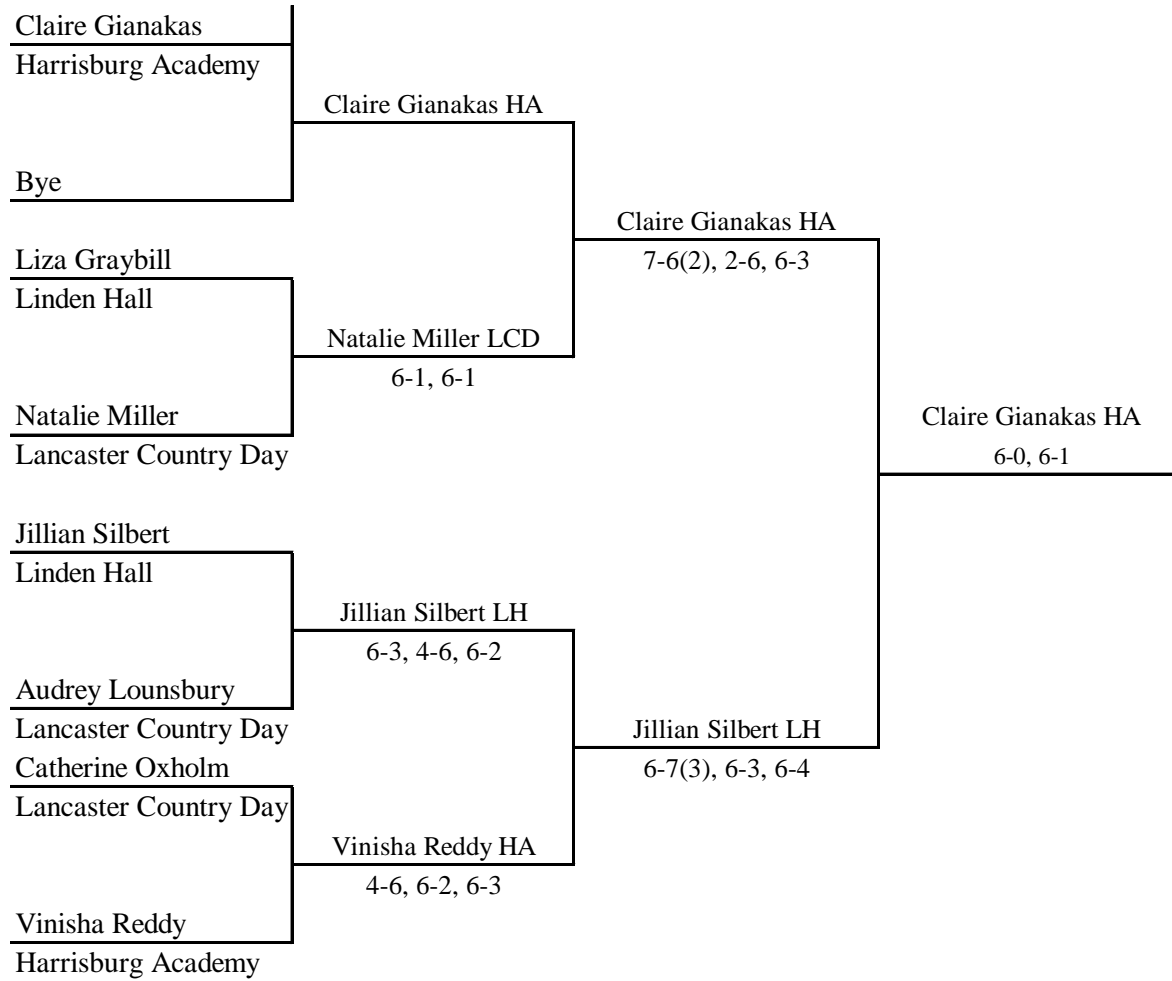 Claire Gianakas
Harrisburg Academy
Claire Gianakas HA
Bye
Claire Gianakas HA
7-6(2), 2-6, 6-3
Liza Graybill
Linden Hall
Natalie Miller LCD
6-1, 6-1
Natalie Miller
Lancaster Country Day
Claire Gianakas HA
6-0, 6-1
Jillian Silbert
Linden Hall
Jillian Silbert LH
6-3, 4-6, 6-2
Audrey Lounsbury
Lancaster Country Day
Jillian Silbert LH
6-7(3), 6-3, 6-4
Catherine Oxholm
Lancaster Country Day
Vinisha Reddy HA
4-6, 6-2, 6-3
Vinisha Reddy
Harrisburg Academy